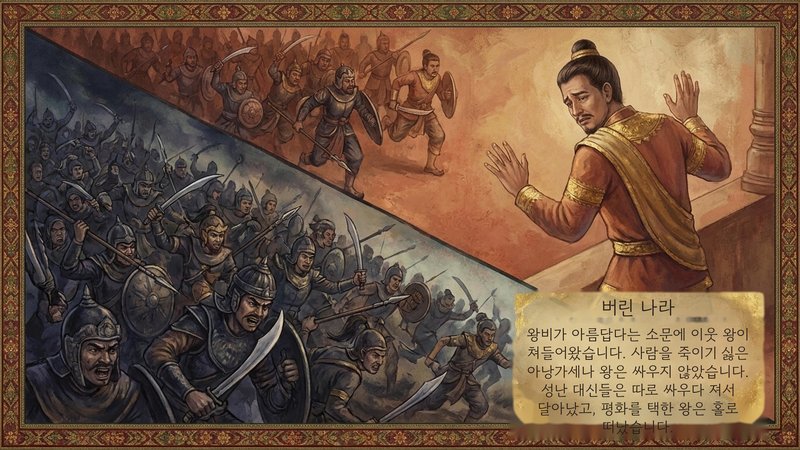 버린 나라
왕비가 아름답다는 소문에 이웃 왕이
쳐들어왔습니다. 사람을 죽이기 싫은
아낭가세나 왕은 싸우지 않았습니다.
성난 대신들은 따로 싸우다 져서
달아났고, 평화를 택한 왕은 홀로
떠났습니다.